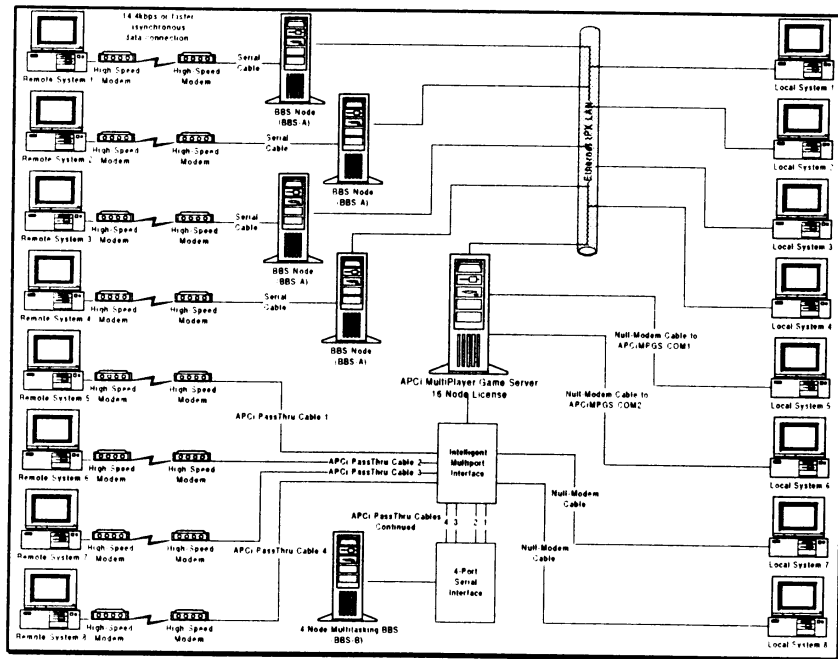 14.4kbps or faster
asynchronous
data connection
Remote System 1
High-Speed
Modem
High-Speed
Modem
Serial
Cable
BBS Node
(BBS-A)
Local System 1
Remote System 2
High-Speed
Modem
High-Speed
Modem
Serial
Cable
BBS Node
(BBS-A)
Ethernet IPX LAN
Local System 2
Remote System 3
High-Speed
Modem
High-Speed
Modem
Serial
Cable
BBS Node
(BBS-A)
Local System 3
Remote System 4
High-Speed
Modem
High-Speed
Modem
Serial
Cable
BBS Node
(BBS-A)
Local System 4
Null-Modem Cable to
APCiMPGS COM1
APCi MultiPlayer Game Server
16 Node License
Remote System 5
High-Speed
Modem
High-Speed
Modem
APCi PassThru Cable 1
Null-Modem Cable to
APCiMPGS COM2
Local System 5
Remote System 6
High-Speed
Modem
High-Speed
Modem
APCi PassThru Cable 2
APCi PassThru Cable 3
Intelligent
Multiport
Interface
Local System 6
Null-Modem
Cable
Remote System 7
High-Speed
Modem
High-Speed
Modem
APCi PassThru Cable 4
APCi PassThru Cables
Continued
4 3 2 1
Null-Modem
Cable
Local System 7
4-Port
Serial
Interface
Remote System 8
High-Speed
Modem
High-Speed
Modem
4 Node Multitasking BBS
(BBS-B)
Local System 8